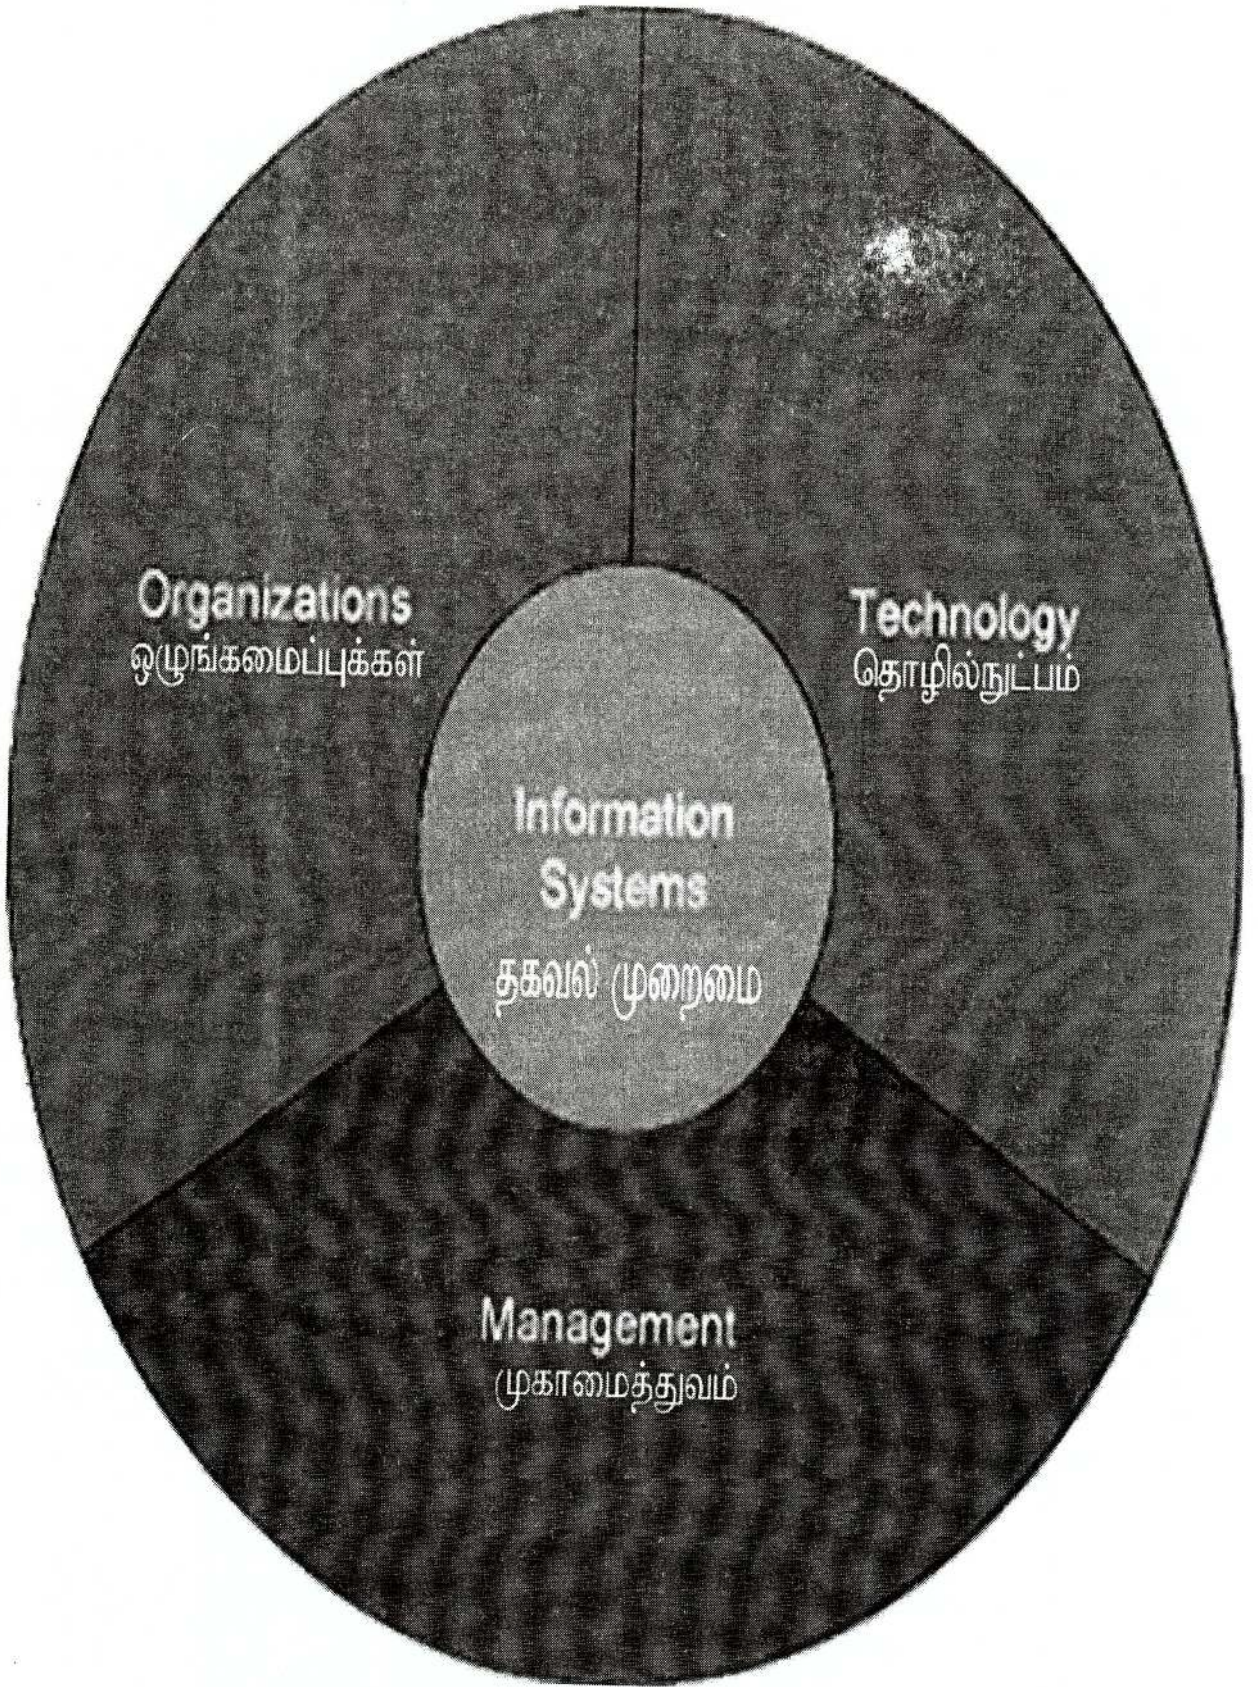 Organizations
ஒழுங்கமைப்புக்கள்
Technology
தொழில்நுட்பம்
Information
Systems
தகவல் முறைமை
Management
முகாமைத்துவம்